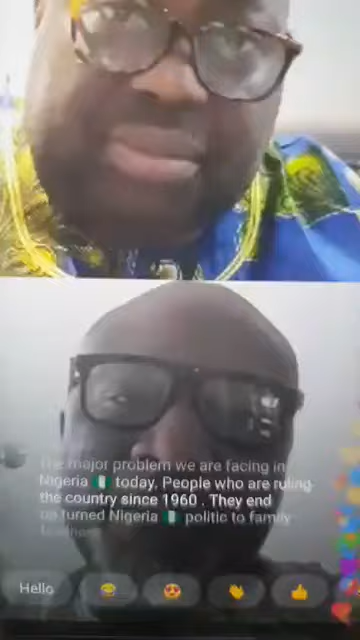 The major problem we are facing in
Nigeria 🇳🇬 today, People who are ruling
the country since 1960 . They end
up turned Nigeria 🇳🇬 politic to family
Hello